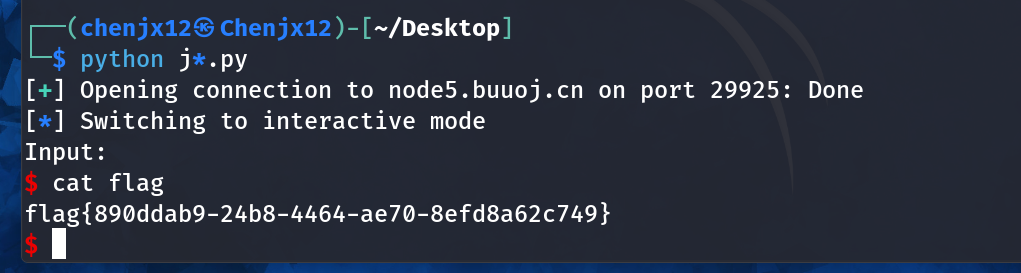 ┌──(chenjx12㉿Chenjx12)-[~/Desktop]
└─$ python j*.py
[+] Opening connection to node5.buuoj.cn on port 29925: Done
[*] Switching to interactive mode
Input:
$ cat flag
flag{890ddab9-24b8-4464-ae70-8efd8a62c749}
$